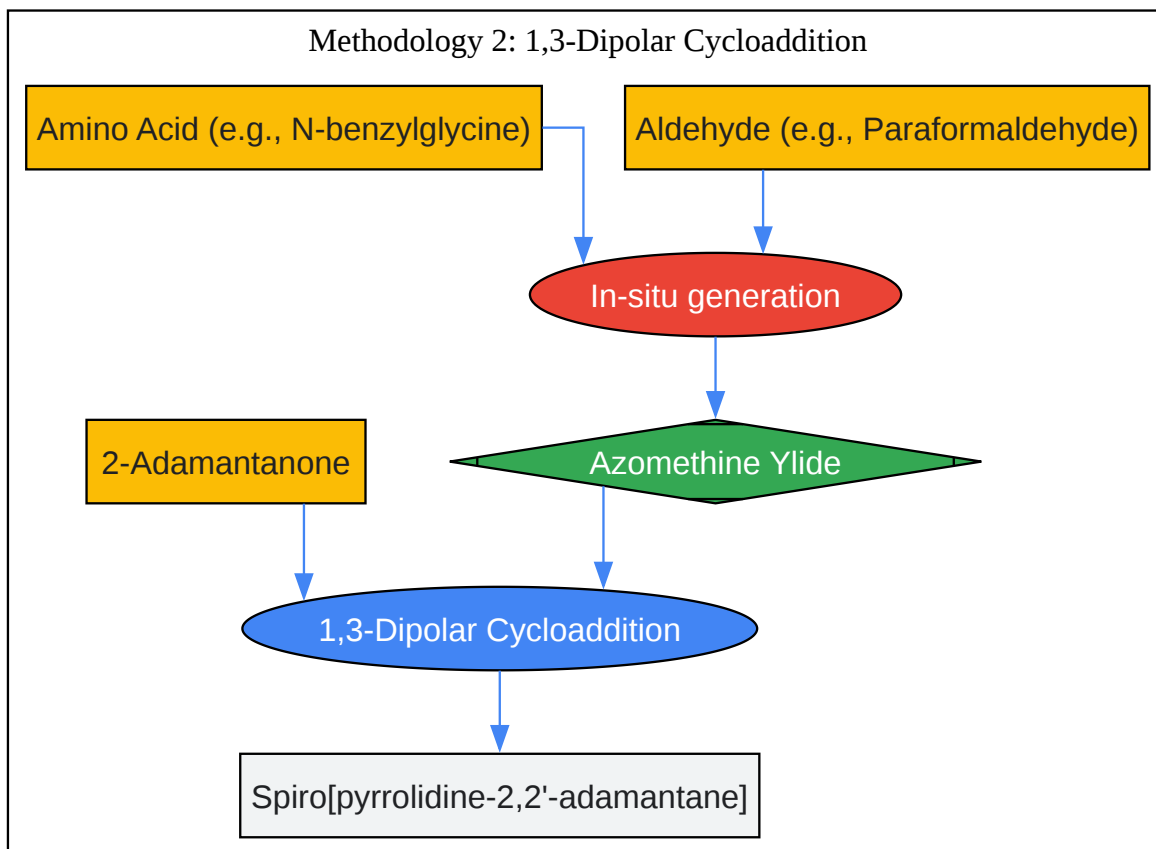 Methodology 2: 1,3-Dipolar Cycloaddition
Amino Acid (e.g., N-benzylglycine)
Aldehyde (e.g., Paraformaldehyde)
In-situ generation
2-Adamantanone
Azomethine Ylide
1,3-Dipolar Cycloaddition
Spiro[pyrrolidine-2,2'-adamantane]